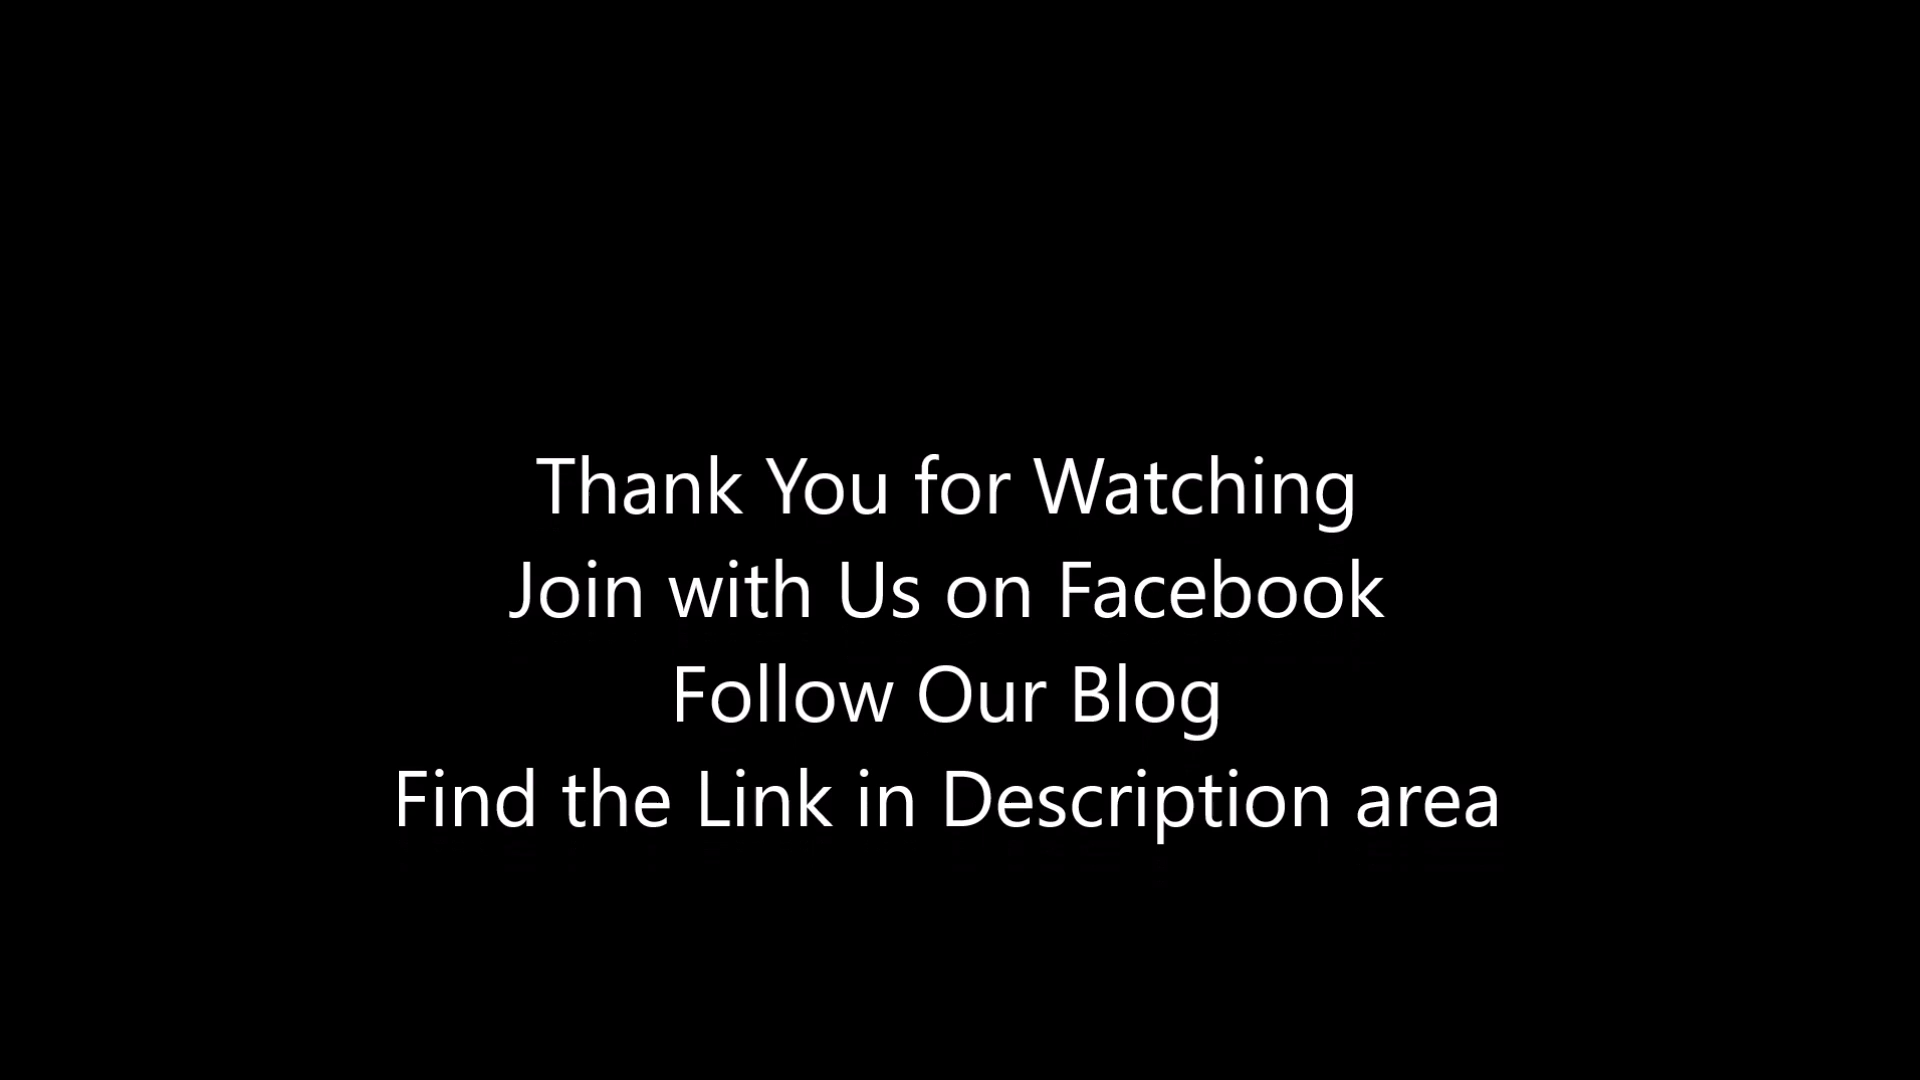 Thank You for Watching
Join with Us on Facebook
Follow Our Blog
Find the Link in Description area